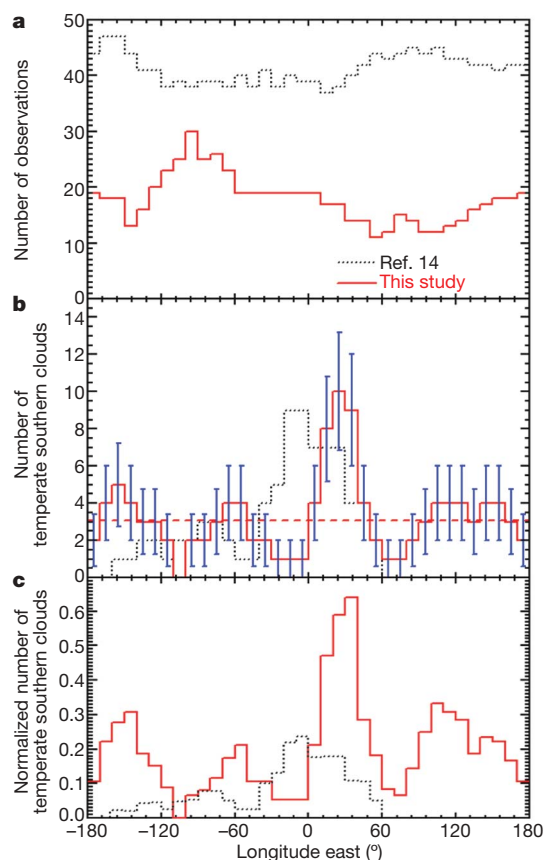 a
50
40
30
20
10
0
Number of observations
Ref. 14
This study
b
14
12
10
8
6
4
2
0
Number of
temperate southern clouds
c
0.6
0.5
0.4
0.3
0.2
0.1
0.0
Normalized number of
temperate southern clouds
−180 −120 −60 0 60 120 180
Longitude east (º)